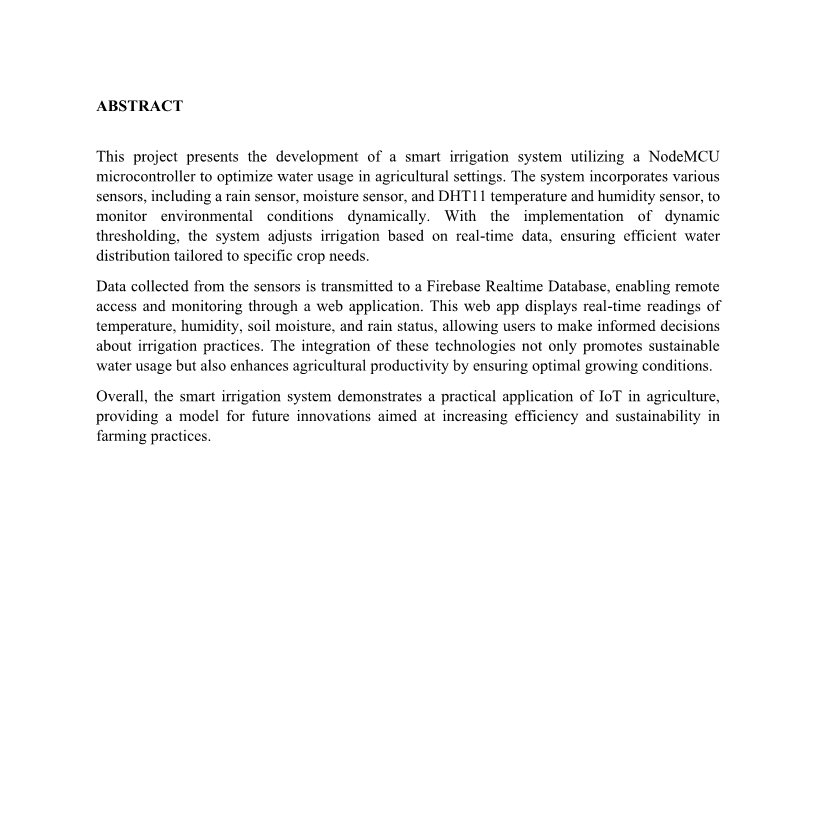 ABSTRACT
This project presents the development of a smart irrigation system utilizing a NodeMCU
microcontroller to optimize water usage in agricultural settings. The system incorporates various
sensors, including a rain sensor, moisture sensor, and DHT11 temperature and humidity sensor, to
monitor environmental conditions dynamically. With the implementation of dynamic
thresholding, the system adjusts irrigation based on real-time data, ensuring efficient water
distribution tailored to specific crop needs.
Data collected from the sensors is transmitted to a Firebase Realtime Database, enabling remote
access and monitoring through a web application. This web app displays real-time readings of
temperature, humidity, soil moisture, and rain status, allowing users to make informed decisions
about irrigation practices. The integration of these technologies not only promotes sustainable
water usage but also enhances agricultural productivity by ensuring optimal growing conditions.
Overall, the smart irrigation system demonstrates a practical application of IoT in agriculture,
providing a model for future innovations aimed at increasing efficiency and sustainability in
farming practices.